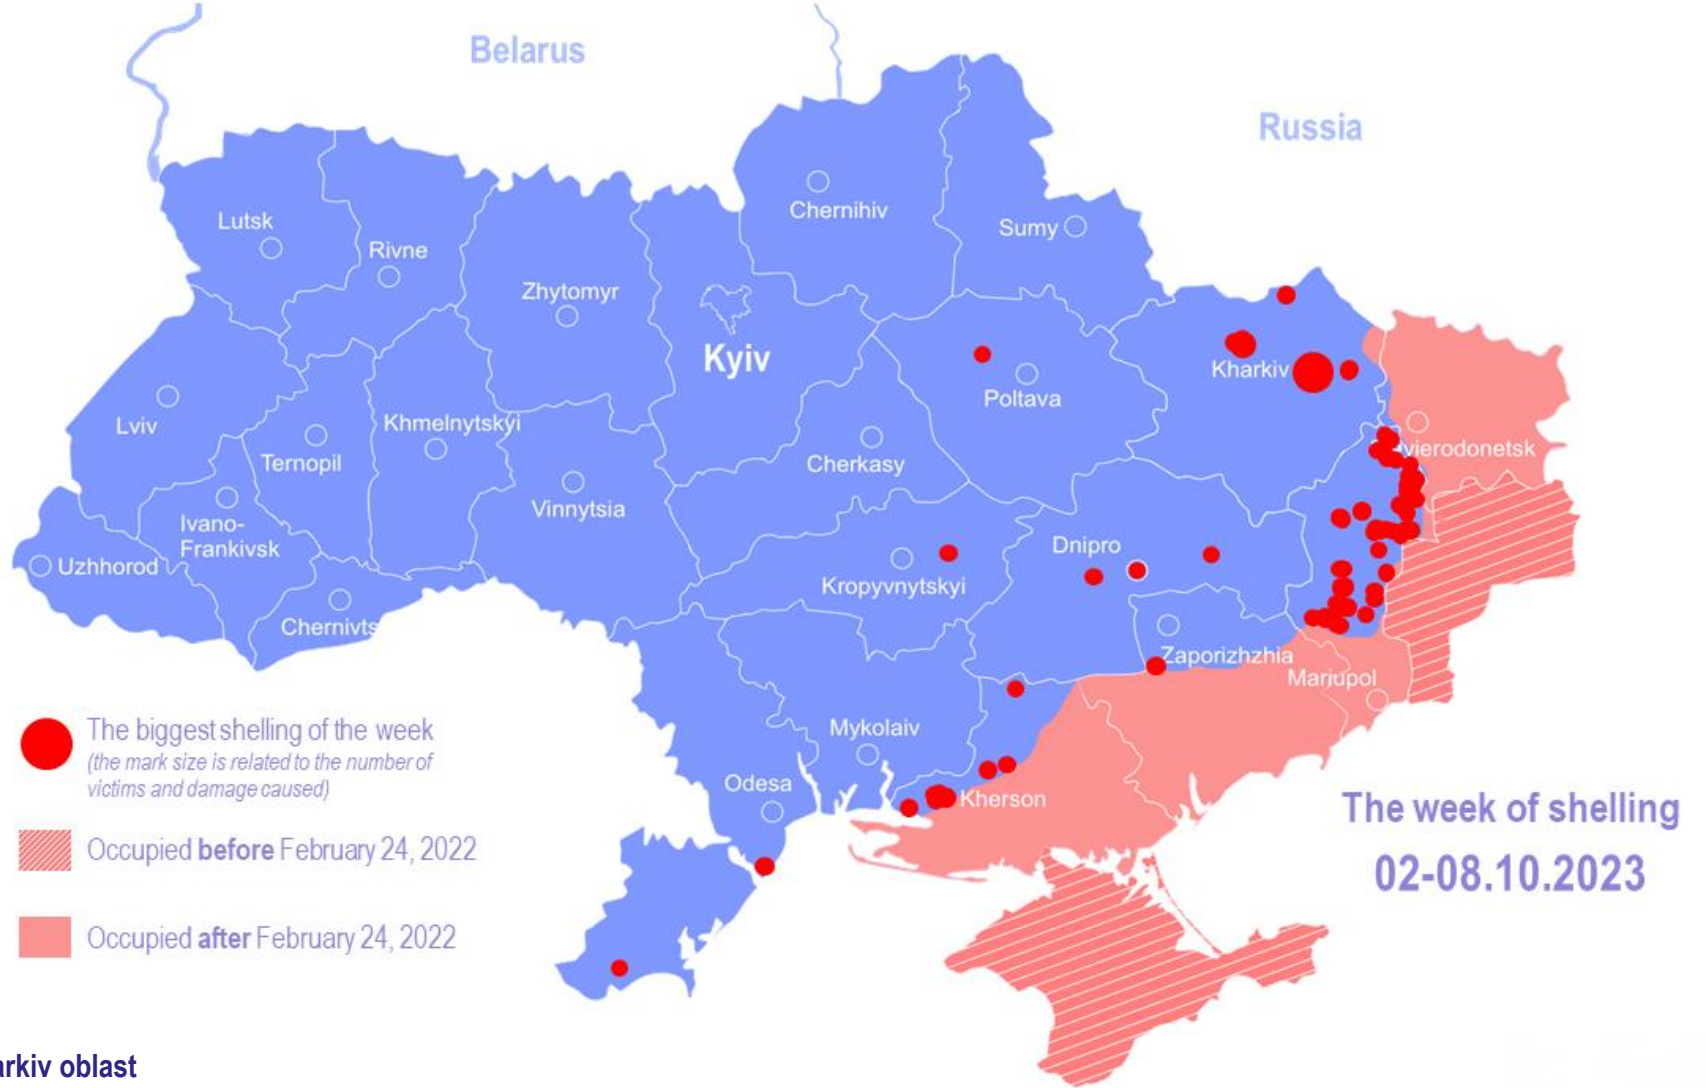 Belarus
Russia
Chernihiv
Lutsk
Sumy
Rivne
Zhytomyr
Kyiv
Kharkiv
Poltava
Lviv
Khmelnytskyi
Ternopil
Cherkasy
vierodonetsk
Vinnytsia
Ivano-
Frankivsk
Dnipro
Uzhhorod
Kropyvnytskyi
Chernivts
Zaporizhzhia
Mariupol
The biggest shelling of the week
(the mark size is related to the number of
victims and damage caused)
Mykolaiv
Odesa
Kherson
The week of shelling
02-08.10.2023
Occupied before February 24, 2022
Occupied after February 24, 2022
arkiv oblast